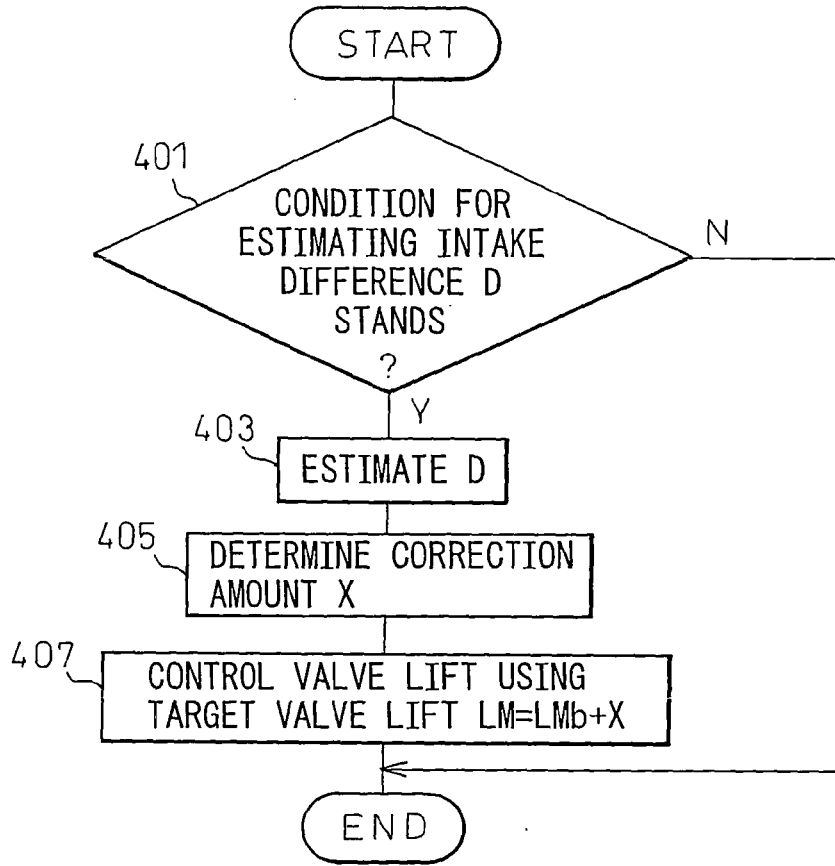 START
401
CONDITION FOR
ESTIMATING INTAKE
DIFFERENCE D
STANDS
?
N
Y
403
ESTIMATE D
405
DETERMINE CORRECTION
AMOUNT X
407
CONTROL VALVE LIFT USING
TARGET VALVE LIFT LM=LMb+X
END